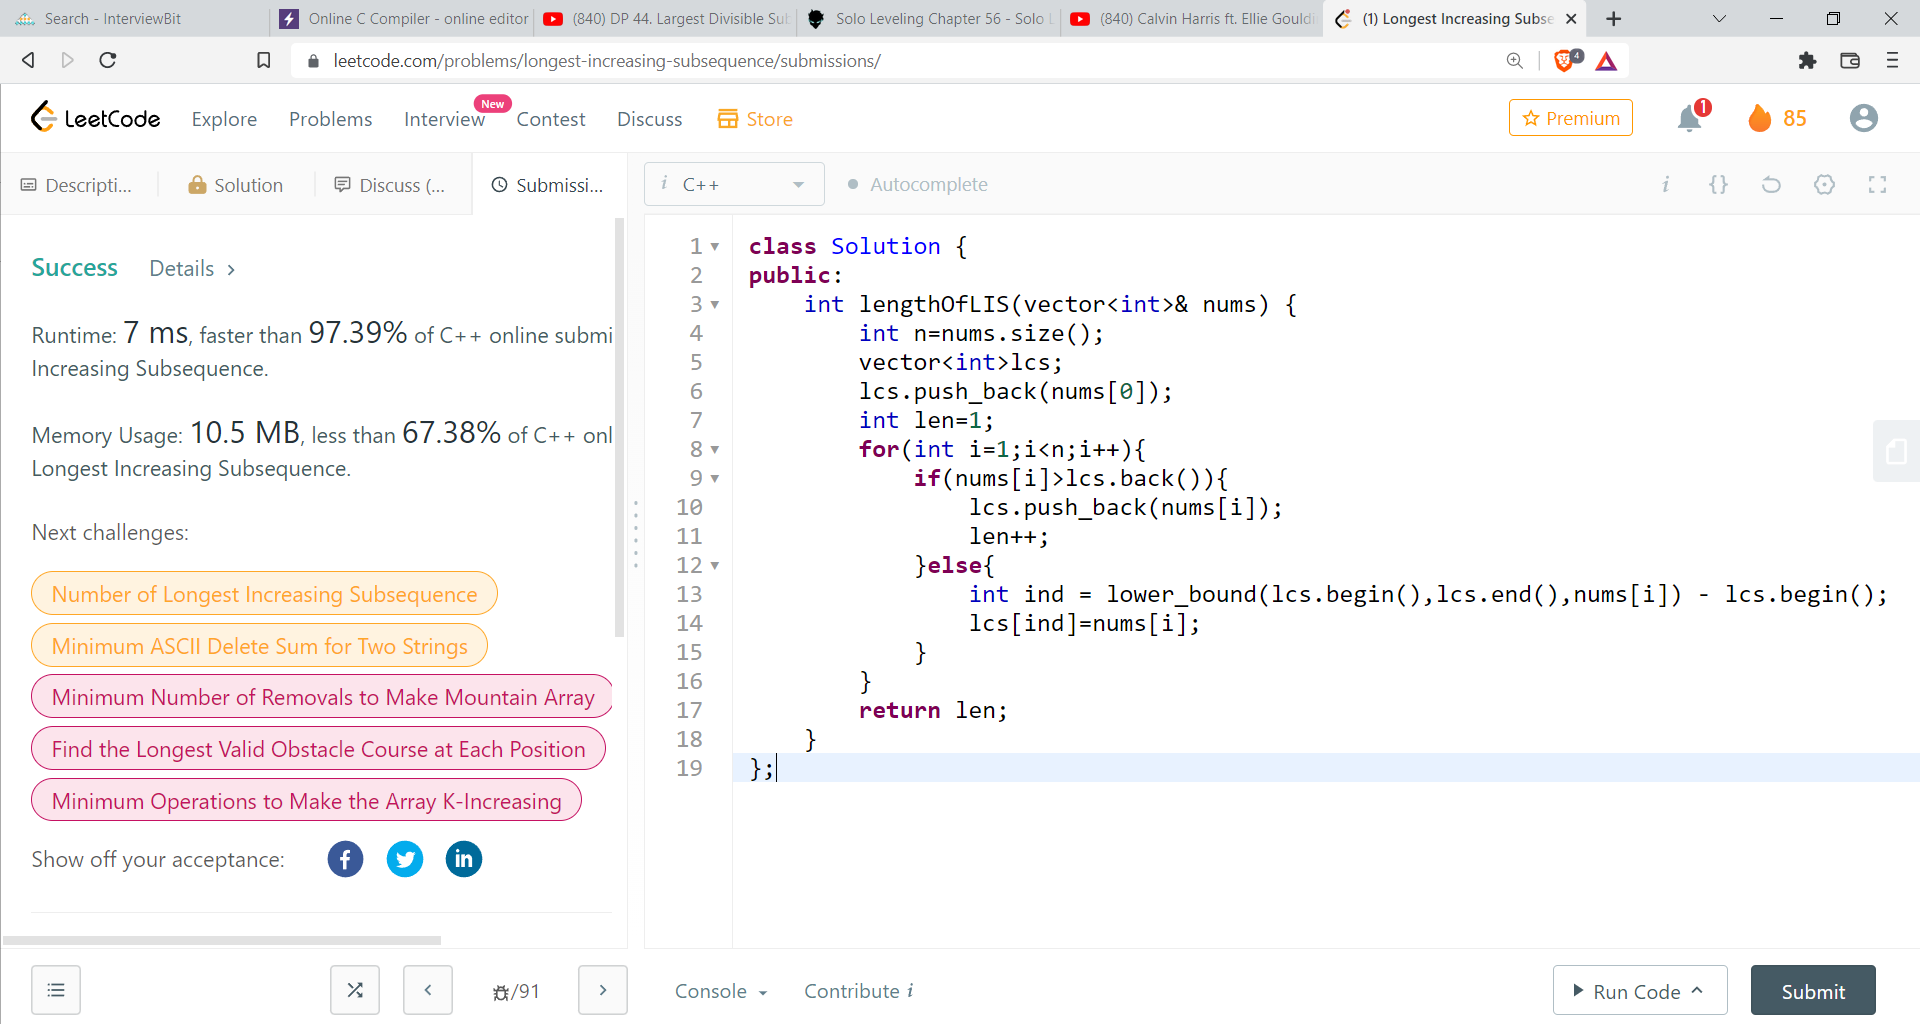 Search - InterviewBit
Online C Compiler - online editor
(840) DP 44. Largest Divisible Sub
Solo Leveling Chapter 56 - Solo L
(840) Calvin Harris ft. Ellie Gouldi
(1) Longest Increasing Subse
leetcode.com/problems/longest-increasing-subsequence/submissions/
4
LeetCode
Explore
Problems
Interview
New
Contest
Discuss
Store
Premium
1
85
Descripti...
Solution
Discuss (...
Submissi...
i C++
Autocomplete
i
{}
Success
Details
Runtime: 7 ms, faster than 97.39% of C++ online submi
Increasing Subsequence.
Memory Usage: 10.5 MB, less than 67.38% of C++ onl
Longest Increasing Subsequence.
Next challenges:
Number of Longest Increasing Subsequence
Minimum ASCII Delete Sum for Two Strings
Minimum Number of Removals to Make Mountain Array
Find the Longest Valid Obstacle Course at Each Position
Minimum Operations to Make the Array K-Increasing
Show off your acceptance:
f
in
1 class Solution {
2 public:
3 int lengthOfLIS(vector<int>& nums) {
4 int n=nums.size();
5 vector<int>lcs;
6 lcs.push_back(nums[0]);
7 int len=1;
8 for(int i=1;i<n;i++){
9 if(nums[i]>lcs.back()){
10 lcs.push_back(nums[i]);
11 len++;
12 }else{
13 int ind = lower_bound(lcs.begin(),lcs.end(),nums[i]) - lcs.begin();
14 lcs[ind]=nums[i];
15 }
16 }
17 return len;
18 }
19 };
/91
Console
Contribute i
Run Code
Submit